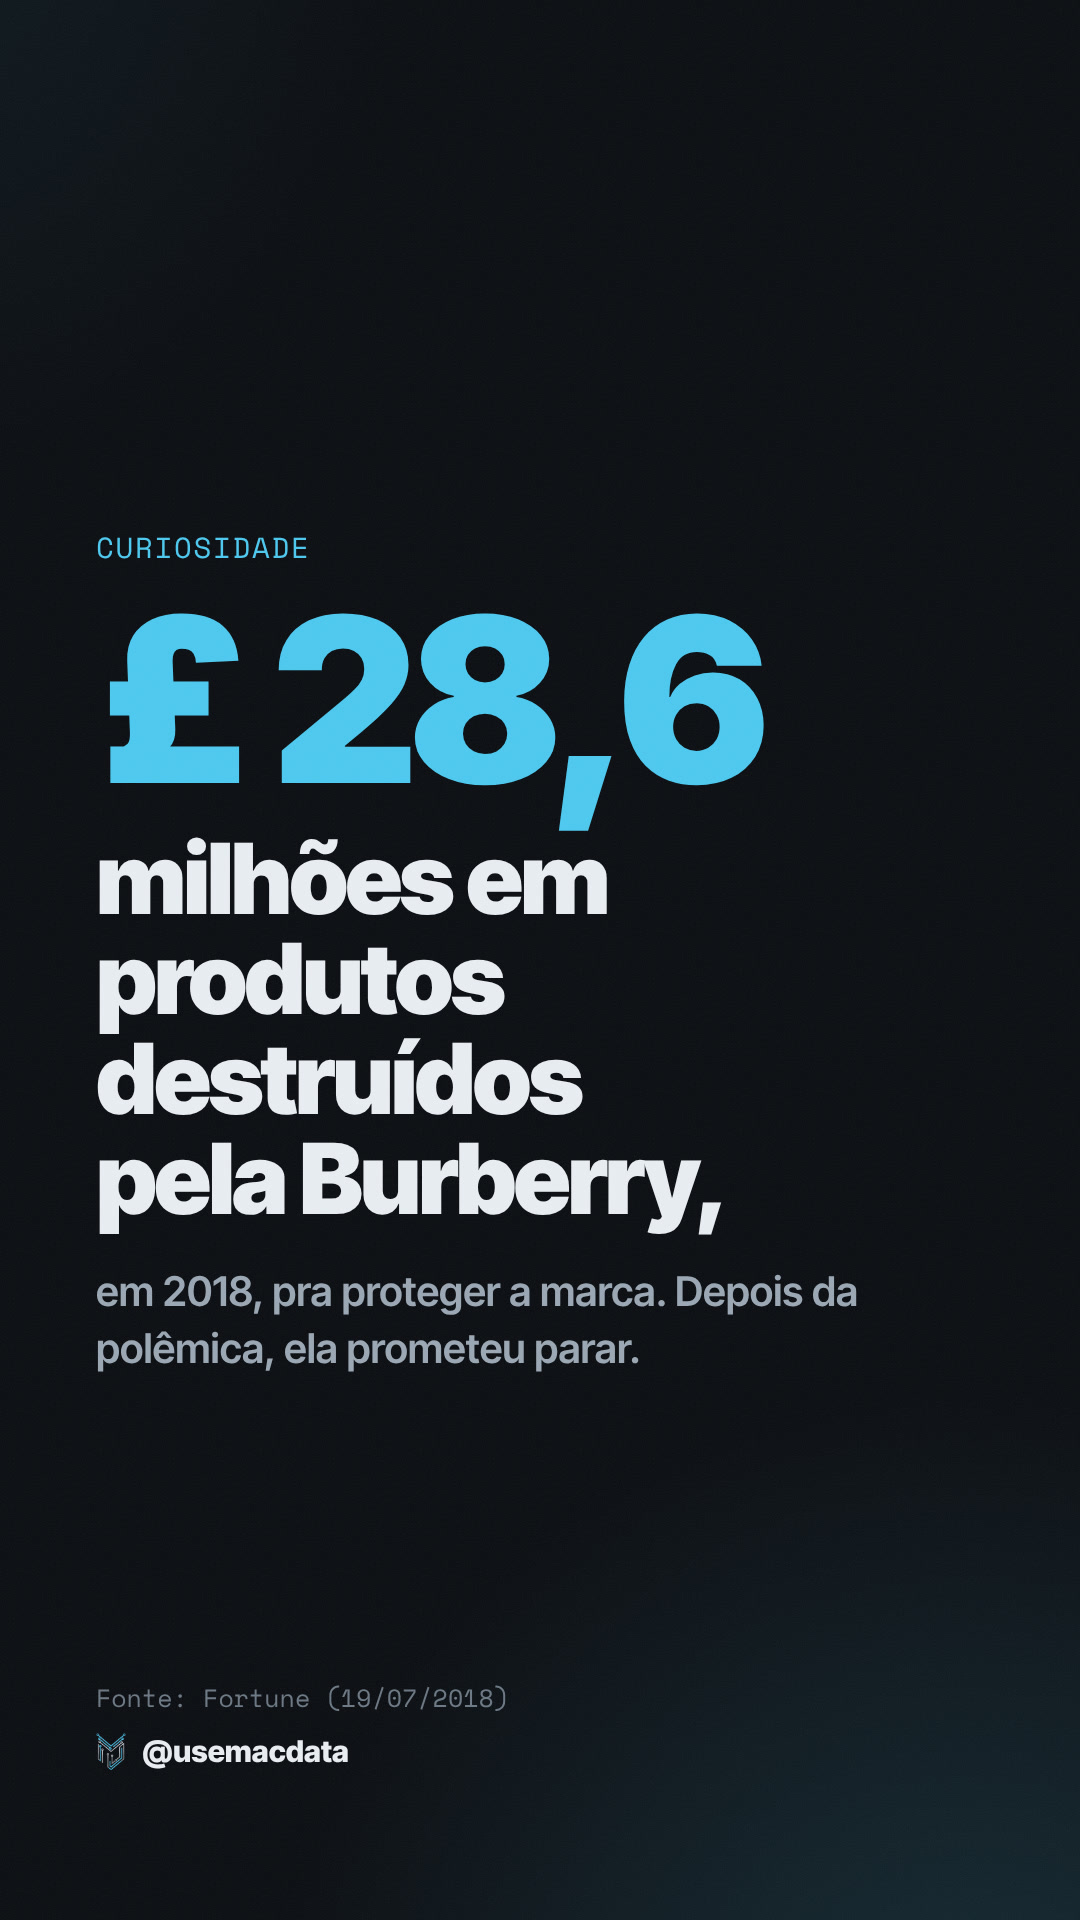 CURIOSIDADE
£ 28,6
milhões em
produtos
destruídos
pela Burberry,
em 2018, pra proteger a marca. Depois da
polêmica, ela prometeu parar.
Fonte: Fortune (19/07/2018)
@usemacdata